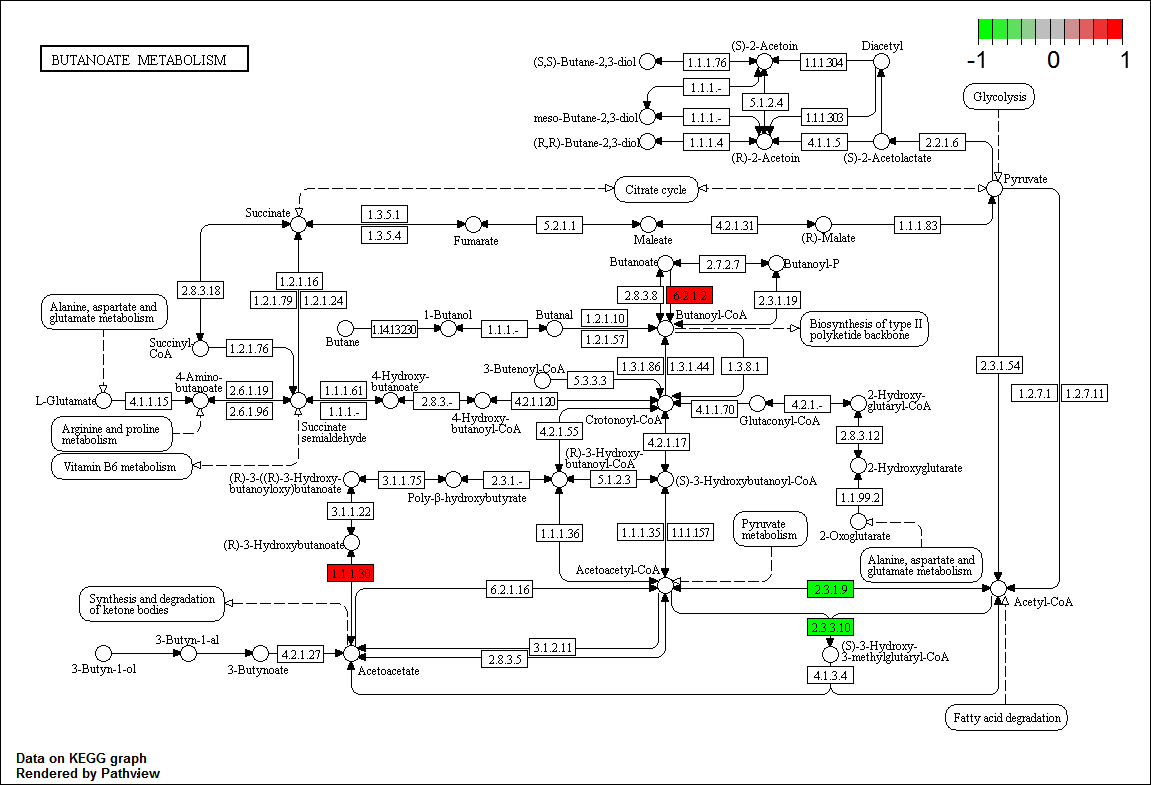 BUTANOATE METABOLISM
-1 0 1
(S)-2-Acetoin
Diacetyl
(S,S)-Butane-2,3-diol
1.1.1.76
1.1.1.304
1.1.1.-
5.1.2.4
Glycolysis
meso-Butane-2,3-diol
1.1.1.-
1.1.1.303
(R,R)-Butane-2,3-diol
1.1.1.4
4.1.1.5
2.2.1.6
(R)-2-Acetoin
(S)-2-Acetolactate
Pyruvate
Citrate cycle
Succinate
1.3.5.1
1.3.5.4
5.2.1.1
4.2.1.31
1.1.1.83
Fumarate
Maleate
(R)-Malate
Butanoate
2.7.2.7
Butanoyl-P
2.8.3.18
1.2.1.16
1.2.1.79
1.2.1.24
2.8.3.8
6.2.1.2
2.3.1.19
Alanine, aspartate and
glutamate metabolism
1-Butanol
Butanal
1.2.1.10
Butanoyl-CoA
Butane
1.14.13.230
1.1.1.-
1.2.1.57
Biosynthesis of type II
polyketide backbone
Succinyl-
CoA
1.2.1.76
3-Butenoyl-CoA
1.3.1.86
1.3.1.44
1.3.8.1
2.3.1.54
4-Amino-
butanoate
2.6.1.19
1.1.1.61
4-Hydroxy-
butanoate
5.3.3.3
1.2.7.1
1.2.7.11
L-Glutamate
4.1.1.15
2.6.1.96
1.1.1.-
2.8.3.-
4.2.1.120
4.1.1.70
4.2.1.-
2-Hydroxy-
glutaryl-CoA
4-Hydroxy-
butanoyl-CoA
Crotonoyl-CoA
Glutaconyl-CoA
Arginine and proline
metabolism
Succinate
semialdehyde
4.2.1.55
4.2.1.17
2.8.3.12
Vitamin B6 metabolism
(R)-3-Hydroxy-
butanoyl-CoA
2-Hydroxyglutarate
(R)-3-((R)-3-Hydroxy-
butanoyloxy)butanoate
3.1.1.75
2.3.1.-
5.1.2.3
(S)-3-Hydroxybutanoyl-CoA
Poly-β-hydroxybutyrate
1.1.99.2
3.1.1.22
1.1.1.36
1.1.1.35
1.1.1.157
Pyruvate
metabolism
2-Oxoglutarate
(R)-3-Hydroxybutanoate
Alanine, aspartate and
glutamate metabolism
1.1.1.30
Acetoacetyl-CoA
6.2.1.16
2.3.1.9
Acetyl-CoA
Synthesis and degradation
of ketone bodies
2.3.3.10
3-Butyn-1-al
3.1.2.11
(S)-3-Hydroxy-
3-methylglutaryl-CoA
4.2.1.27
2.8.3.5
3-Butyn-1-ol
3-Butynoate
Acetoacetate
4.1.3.4
Fatty acid degradation
Data on KEGG graph
Rendered by Pathview